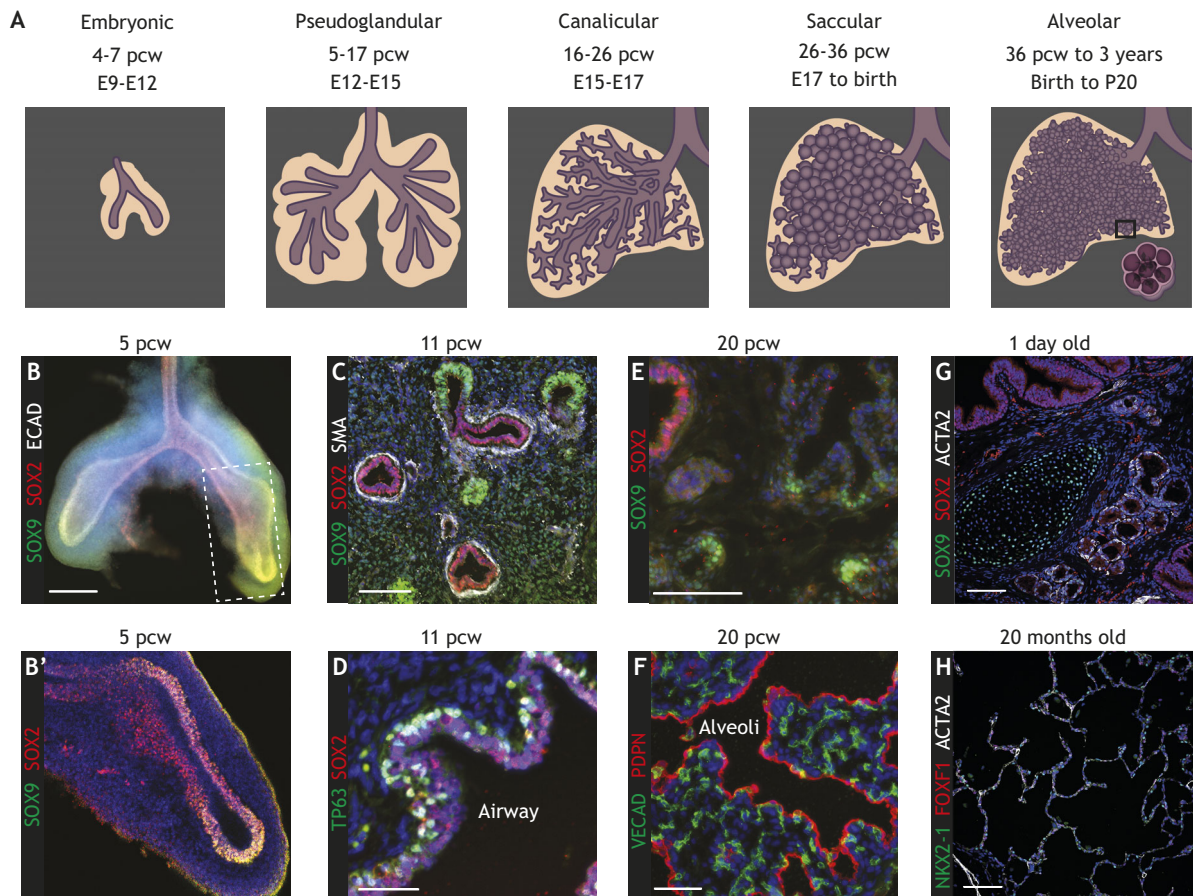 A
Embryonic
4-7 pcw
E9-E12
Pseudoglandular
5-17 pcw
E12-E15
Canalicular
16-26 pcw
E15-E17
Saccular
26-36 pcw
E17 to birth
Alveolar
36 pcw to 3 years
Birth to P20
5 pcw
B
SOX9 SOX2 ECAD
11 pcw
C
SOX9 SOX2 SMA
20 pcw
E
SOX9 SOX2
1 day old
G
SOX9 SOX2 ACTA2
5 pcw
B’
SOX9 SOX2
11 pcw
D
TP63 SOX2
Airway
20 pcw
F
VECAD PDPN
Alveoli
20 months old
H
NKX2-1 FOXF1 ACTA2